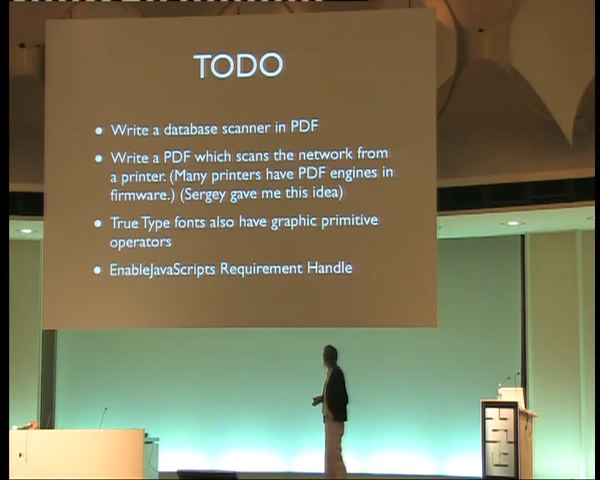 TODO
• Write a database scanner in PDF
• Write a PDF which scans the network from
a printer. (Many printers have PDF engines in
firmware.) (Sergey gave me this idea)
• True Type fonts also have graphic primitive
operators
• EnableJavaScripts Requirement Handle